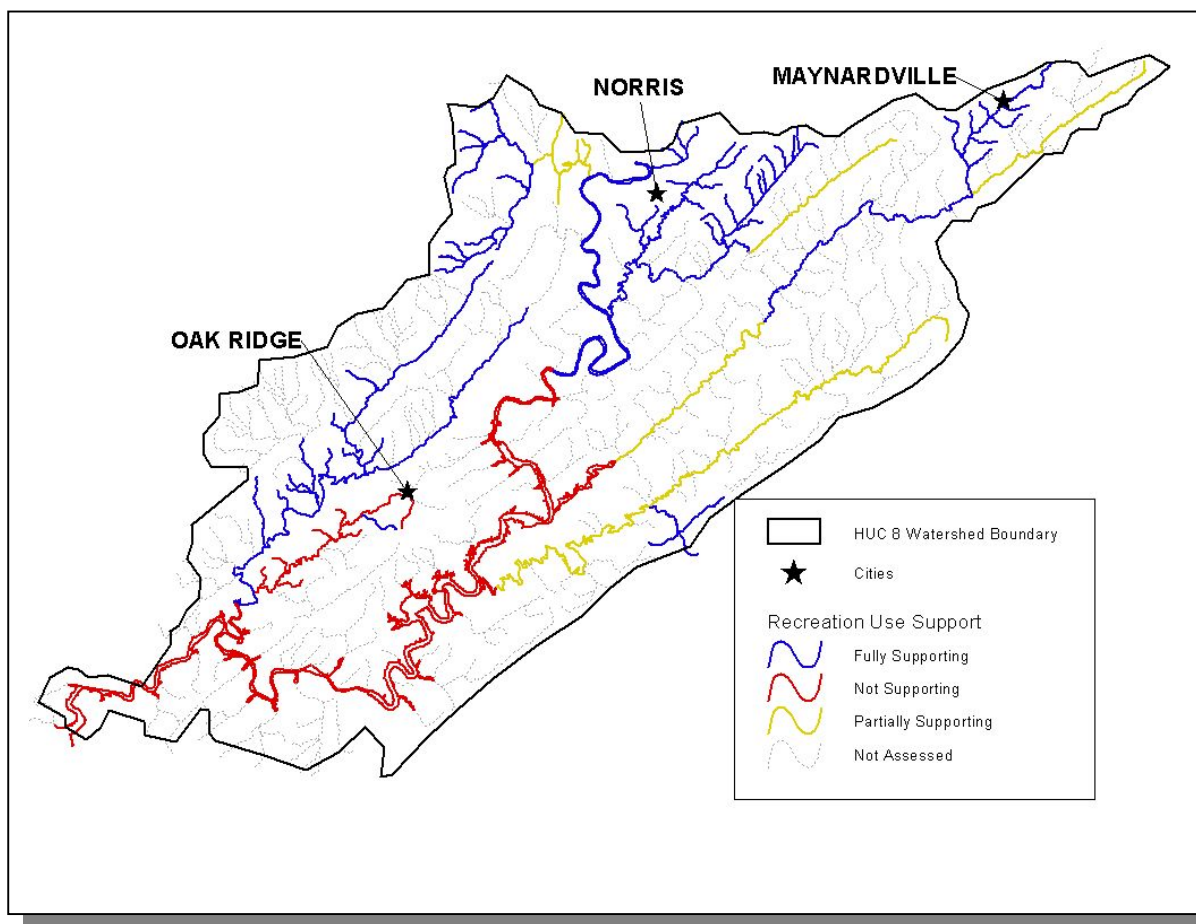 MAYNARDVILLE
NORRIS
OAK RIDGE
HUC 8 Watershed Boundary
Cities
Recreation Use Support
Fully Supporting
Not Supporting
Partially Supporting
Not Assessed